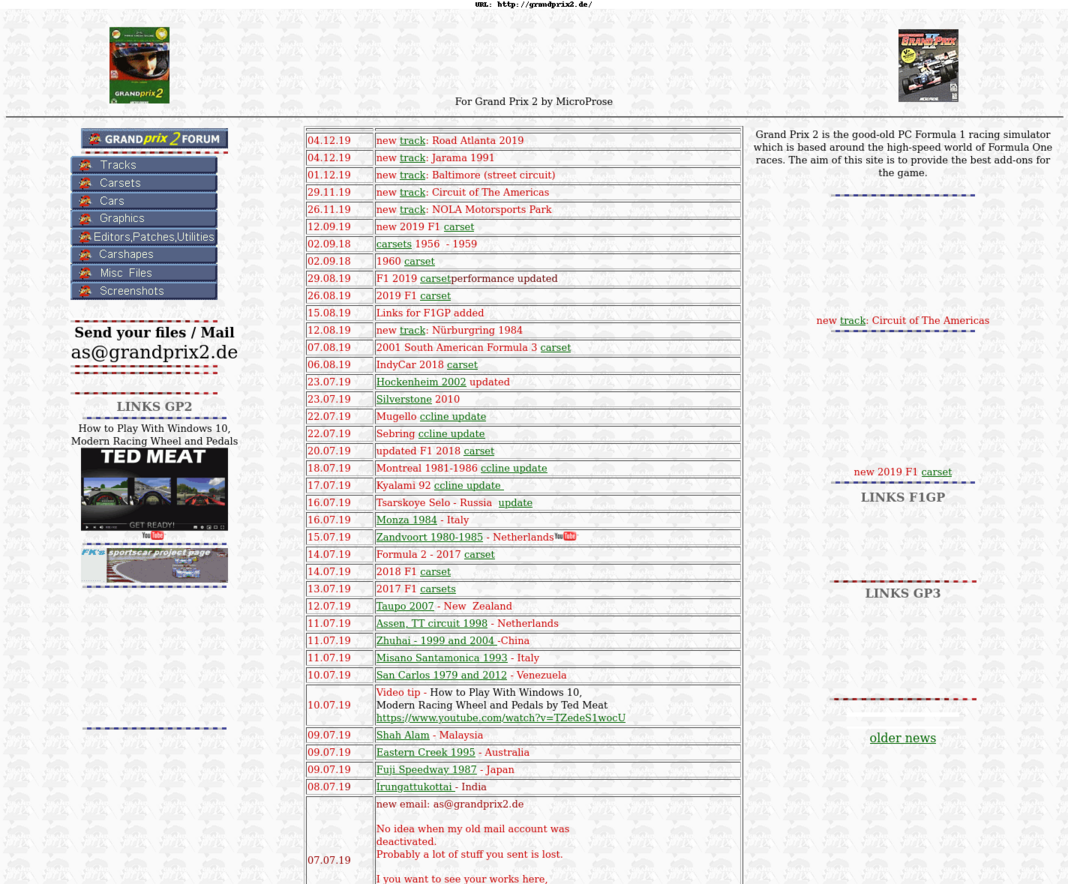 URL: http://grandprix2.de/
GRAND prix 2
GRAND PRIX II
For Grand Prix 2 by MicroProse
GRAND prix 2 FORUM
Tracks
Carsets
Cars
Graphics
Editors,Patches,Utilities
Carshapes
Misc Files
Screenshots
Send your files / Mail
as@grandprix2.de
LINKS GP2
How to Play With Windows 10,
Modern Racing Wheel and Pedals
TED MEAT
GET READY!
YouTube
FK's sportscar project page
04.12.19 new track: Road Atlanta 2019
04.12.19 new track: Jarama 1991
01.12.19 new track: Baltimore (street circuit)
29.11.19 new track: Circuit of The Americas
26.11.19 new track: NOLA Motorsports Park
12.09.19 new 2019 F1 carset
02.09.18 carsets 1956 - 1959
02.09.18 1960 carset
29.08.19 F1 2019 carsetperformance updated
26.08.19 2019 F1 carset
15.08.19 Links for F1GP added
12.08.19 new track: Nürburgring 1984
07.08.19 2001 South American Formula 3 carset
06.08.19 IndyCar 2018 carset
23.07.19 Hockenheim 2002 updated
23.07.19 Silverstone 2010
22.07.19 Mugello ccline update
22.07.19 Sebring ccline update
20.07.19 updated F1 2018 carset
18.07.19 Montreal 1981-1986 ccline update
17.07.19 Kyalami 92 ccline update
16.07.19 Tsarskoye Selo - Russia update
16.07.19 Monza 1984 - Italy
15.07.19 Zandvoort 1980-1985 - Netherlands YouTube
14.07.19 Formula 2 - 2017 carset
14.07.19 2018 F1 carset
13.07.19 2017 F1 carsets
12.07.19 Taupo 2007 - New Zealand
11.07.19 Assen, TT circuit 1998 - Netherlands
11.07.19 Zhuhai - 1999 and 2004 -China
11.07.19 Misano Santamonica 1993 - Italy
10.07.19 San Carlos 1979 and 2012 - Venezuela
10.07.19 Video tip - How to Play With Windows 10,
Modern Racing Wheel and Pedals by Ted Meat
https://www.youtube.com/watch?v=TZedeS1wocU
09.07.19 Shah Alam - Malaysia
09.07.19 Eastern Creek 1995 - Australia
09.07.19 Fuji Speedway 1987 - Japan
08.07.19 Irungattukottai - India
07.07.19 new email: as@grandprix2.de
No idea when my old mail account was
deactivated.
Probably a lot of stuff you sent is lost.
I you want to see your works here,
Grand Prix 2 is the good-old PC Formula 1 racing simulator
which is based around the high-speed world of Formula One
races. The aim of this site is to provide the best add-ons for
the game.
new track: Circuit of The Americas
new 2019 F1 carset
LINKS F1GP
LINKS GP3
older news